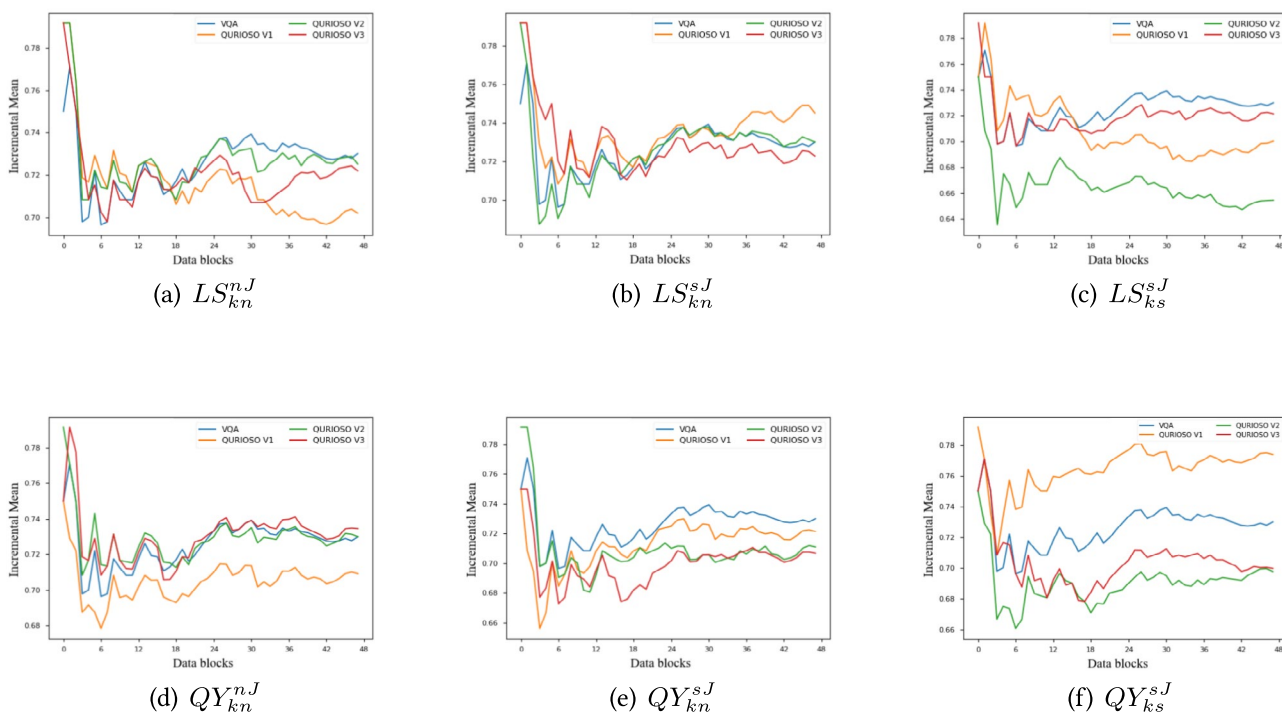 VQA QURIOSO V2
QURIOSO V1 QURIOSO V3
Incremental Mean
0.78
0.76
0.74
0.72
0.70
0 6 12 18 24 30 36 42 48
Data blocks
(a) LS_{kn}^{nJ}
VQA QURIOSO V2
QURIOSO V1 QURIOSO V3
Incremental Mean
0.78
0.76
0.74
0.72
0.70
0 6 12 18 24 30 36 42 48
Data blocks
(b) LS_{kn}^{sJ}
VQA QURIOSO V2
QURIOSO V1 QURIOSO V3
Incremental Mean
0.78
0.76
0.74
0.72
0.70
0.68
0.66
0.64
0 6 12 18 24 30 36 42 48
Data blocks
(c) LS_{ks}^{sJ}
VQA QURIOSO V2
QURIOSO V1 QURIOSO V3
Incremental Mean
0.78
0.76
0.74
0.72
0.70
0.68
0 6 12 18 24 30 36 42 48
Data blocks
(d) QY_{kn}^{nJ}
VQA QURIOSO V2
QURIOSO V1 QURIOSO V3
Incremental Mean
0.78
0.76
0.74
0.72
0.70
0.68
0.66
0 6 12 18 24 30 36 42 48
Data blocks
(e) QY_{kn}^{sJ}
VQA QURIOSO V2
QURIOSO V1 QURIOSO V3
Incremental Mean
0.78
0.76
0.74
0.72
0.70
0.68
0.66
0 6 12 18 24 30 36 42 48
Data blocks
(f) QY_{ks}^{sJ}